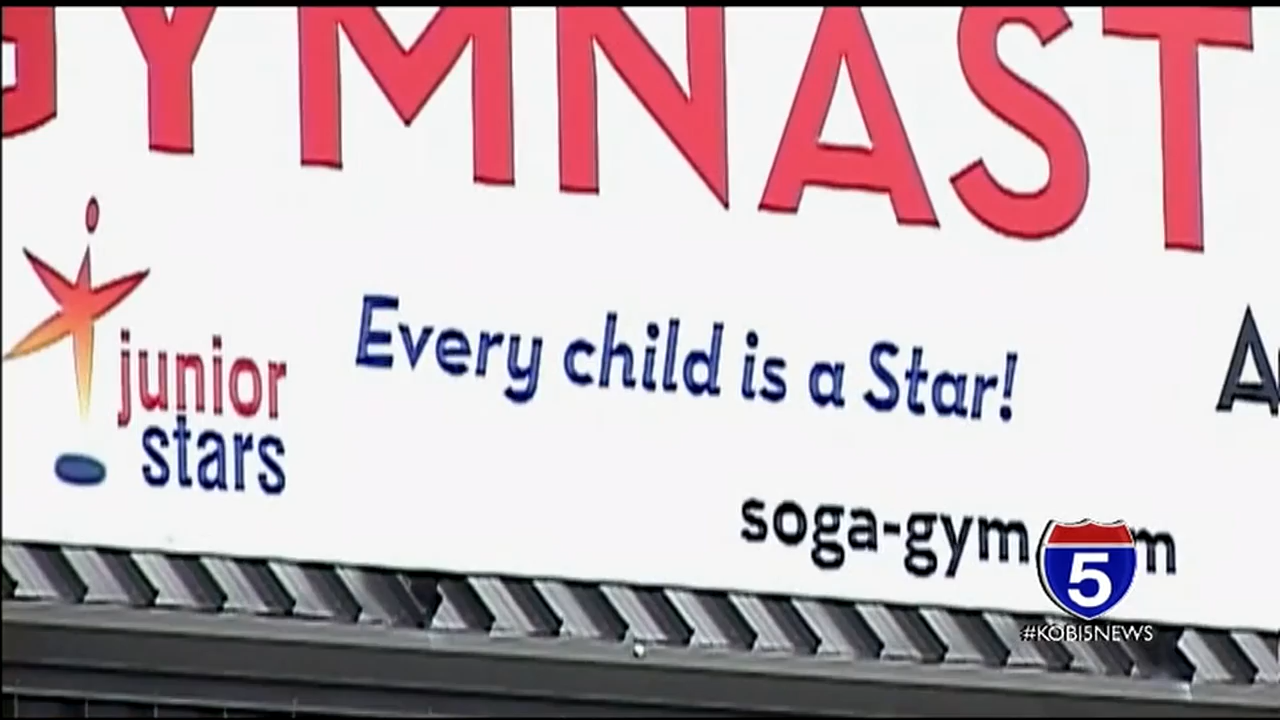 GYMNAST
junior
stars
Every child is a Star!
soga-gym
m
5
#KOBI5NEWS